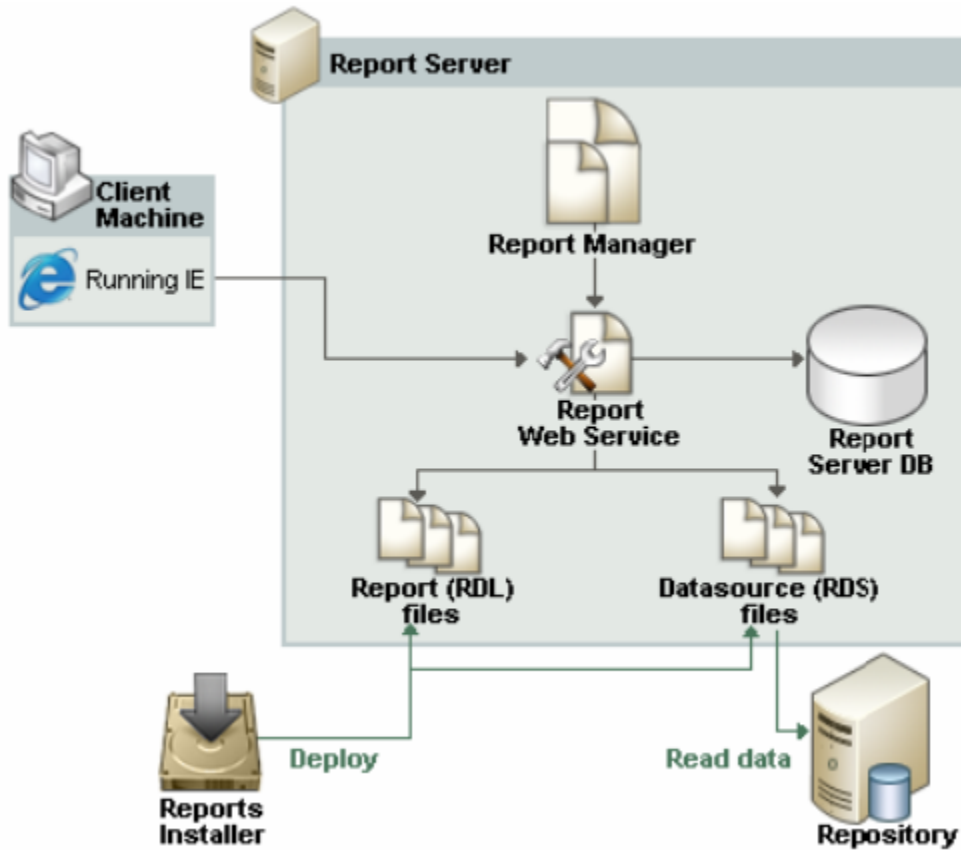 Report Server
Client
Machine
Running IE
Report Manager
Report
Web Service
Report
Server DB
Report (RDL)
files
Datasource (RDS)
files
Deploy
Read data
Reports
Installer
Repository